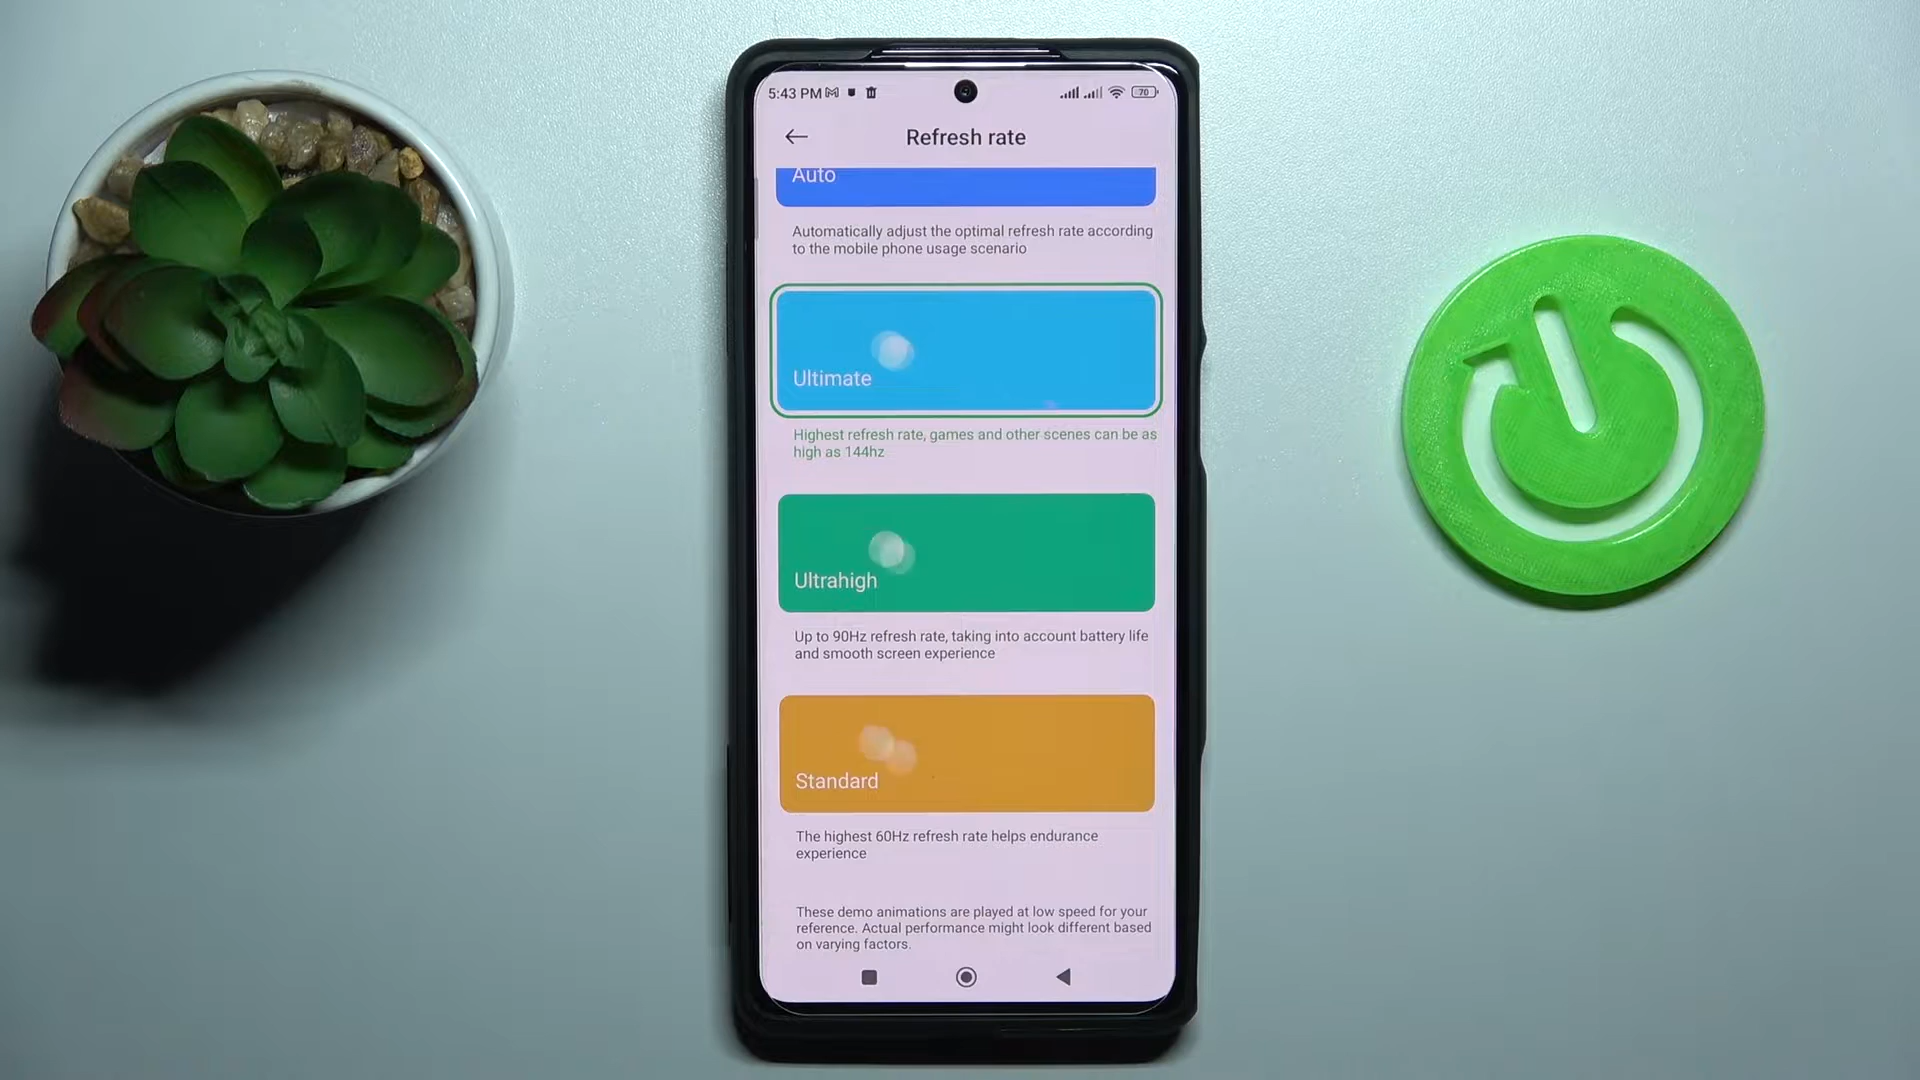 5:43 PM
70
Refresh rate
Auto
Automatically adjust the optimal refresh rate according
to the mobile phone usage scenario
Ultimate
Highest refresh rate, games and other scenes can be as
high as 144hz
Ultrahigh
Up to 90Hz refresh rate, taking into account battery life
and smooth screen experience
Standard
The highest 60Hz refresh rate helps endurance
experience
These demo animations are played at low speed for your
reference. Actual performance might look different based
on varying factors.